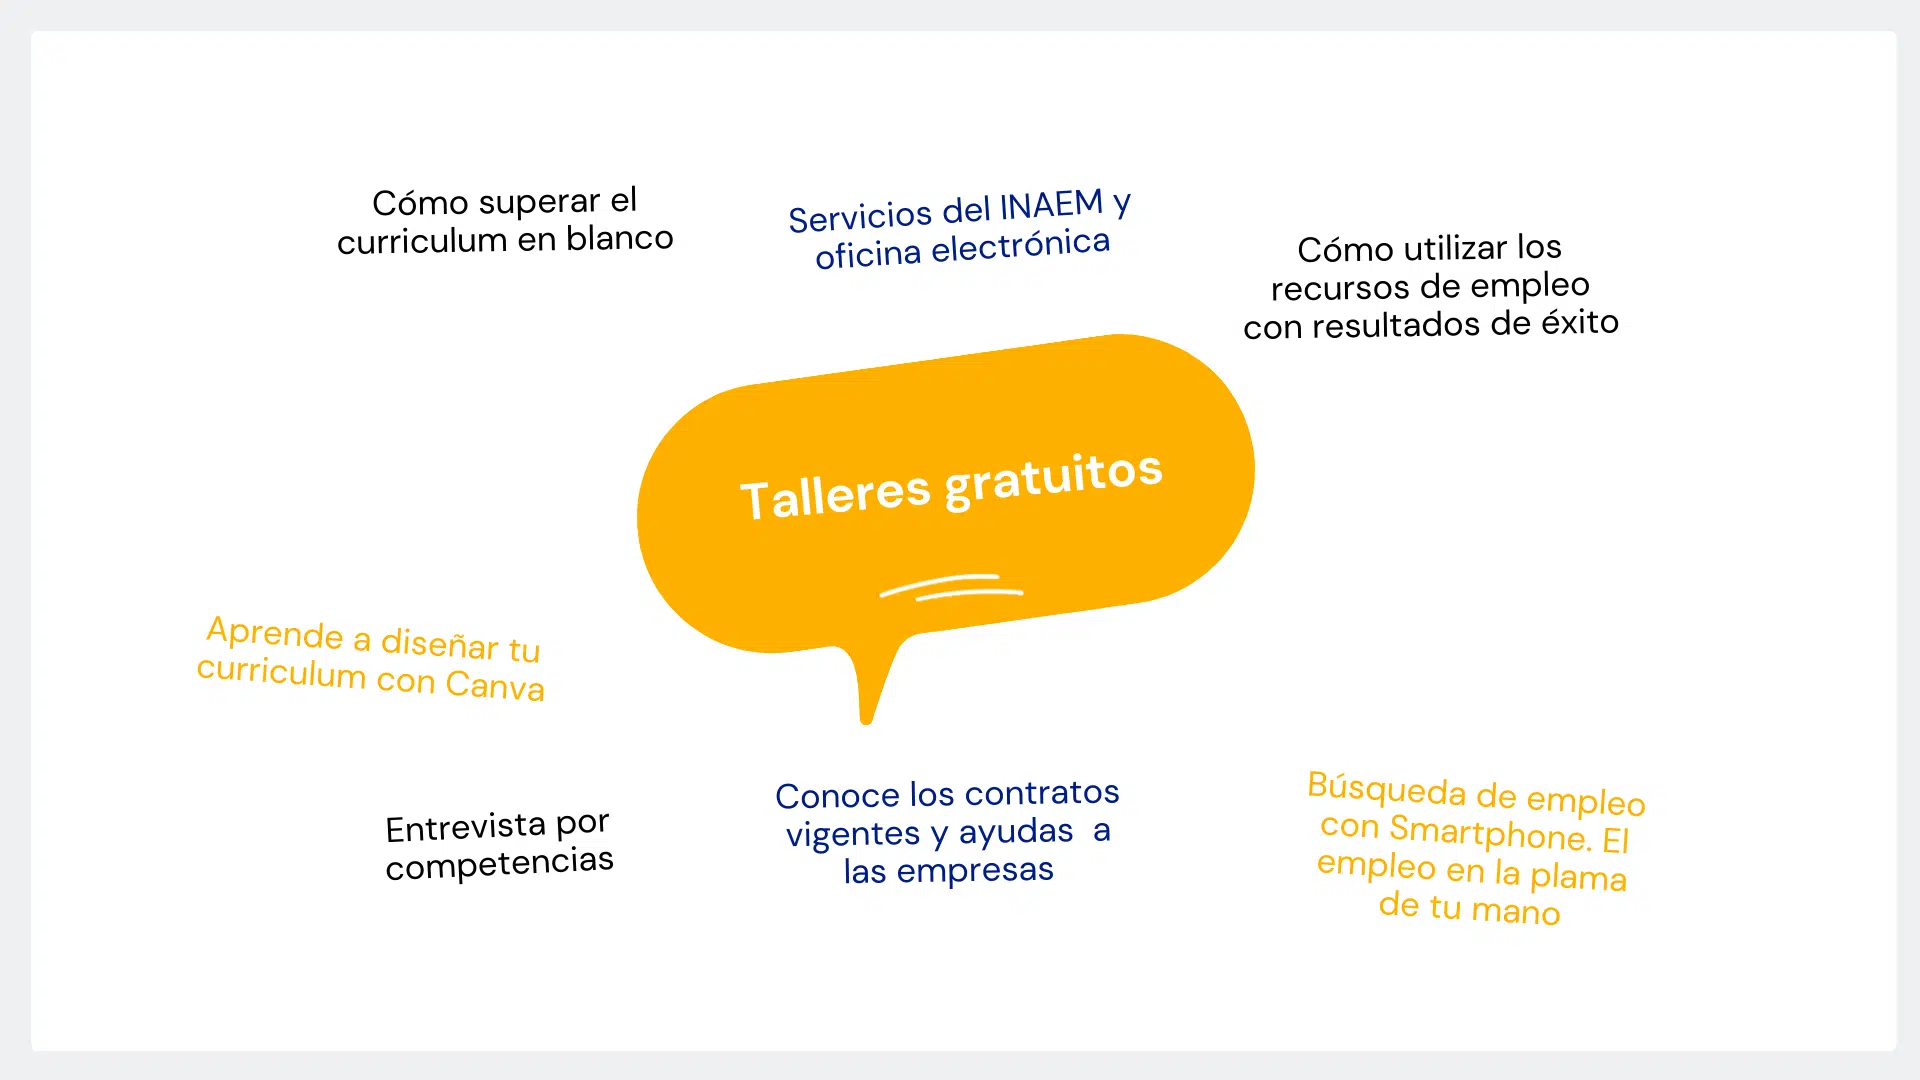 Cómo superar el
curriculum en blanco
Servicios del INAEM y
oficina electrónica
Cómo utilizar los
recursos de empleo
con resultados de éxito
Talleres gratuitos
Aprende a diseñar tu
curriculum con Canva
Entrevista por
competencias
Conoce los contratos
vigentes y ayudas  a
las empresas
Búsqueda de empleo
con Smartphone. El
empleo en la plama
de tu mano